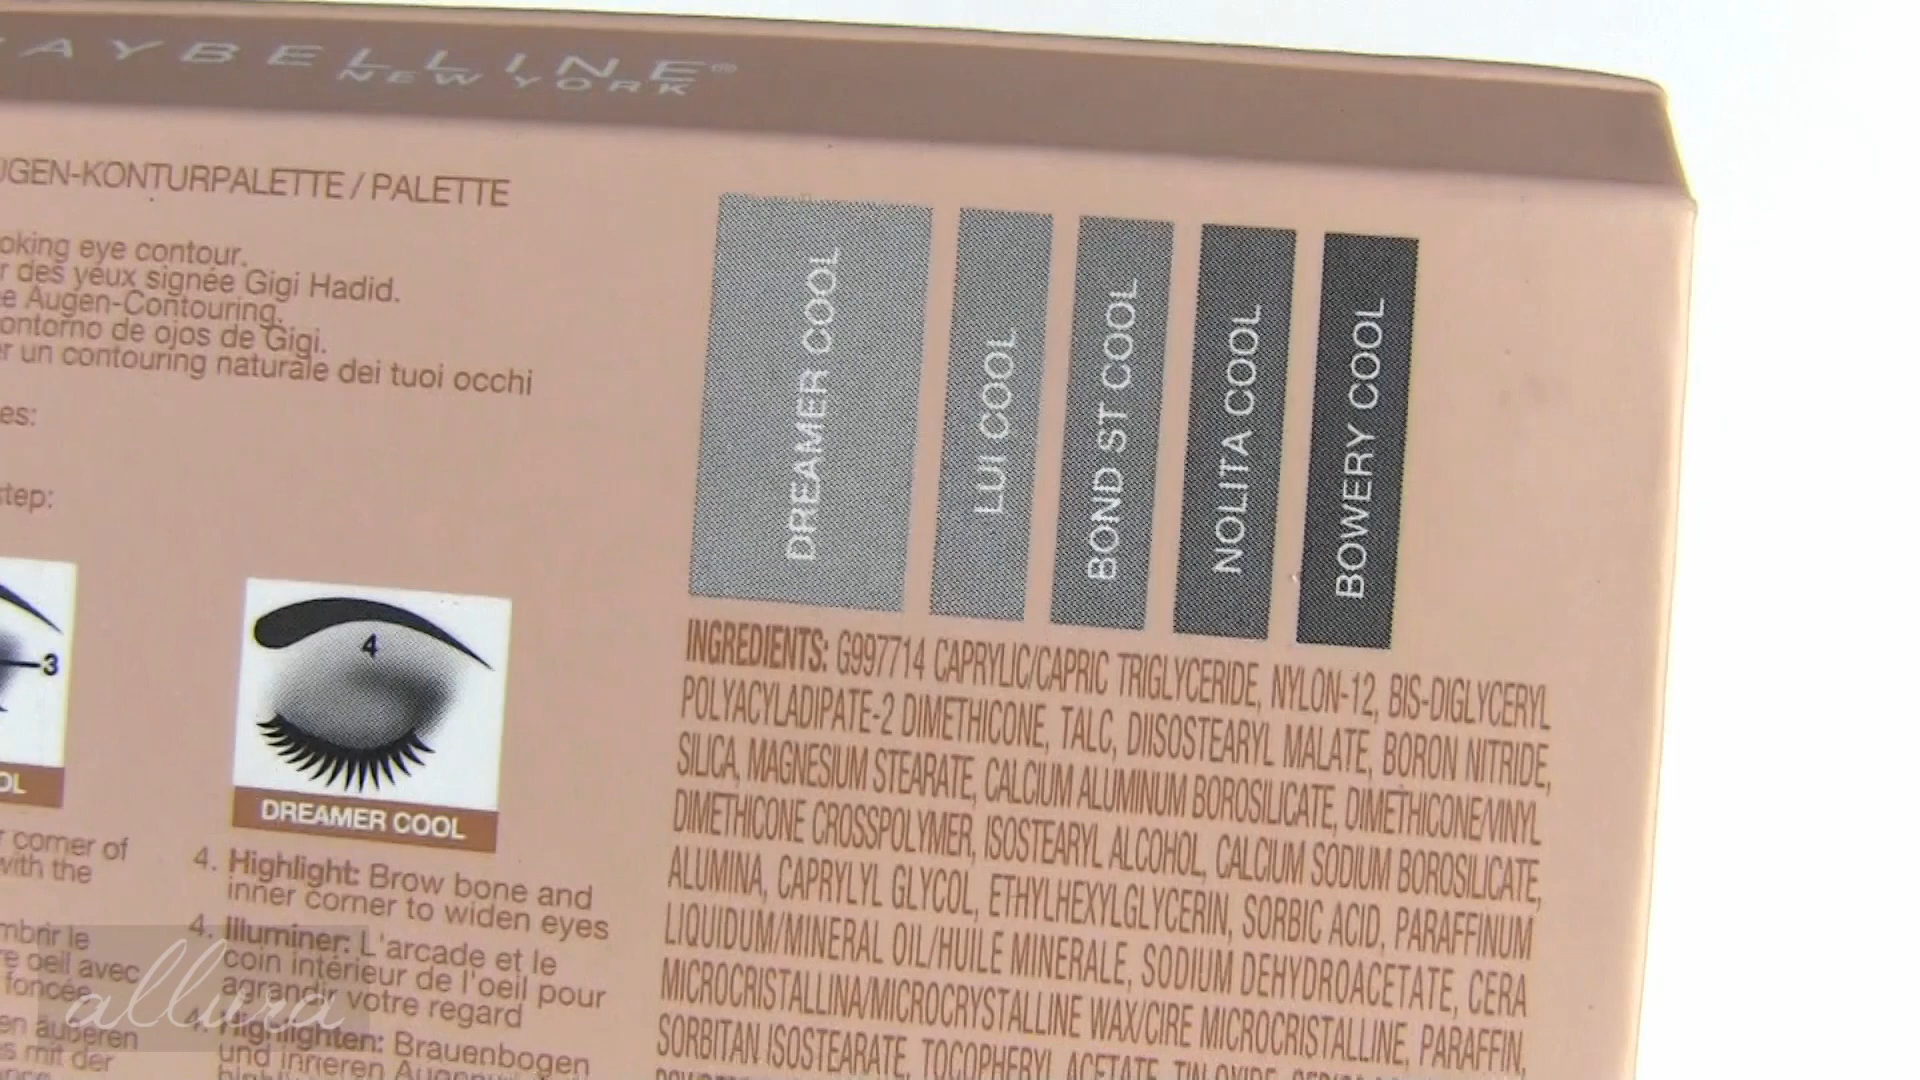 AYBELLINE®
NEW YORK
UGEN-KONTURPALETTE / PALETTE
oking eye contour.
r des yeux signée Gigi Hadid.
e Augen-Contouring.
ontorno de ojos de Gigi.
er un contouring naturale dei tuoi occhi
es:
step:
3
OL
r corner of
with the
mbrir le
re oeil avec
foncée
en äußeren
s mit der
4
DREAMER COOL
4. Highlight: Brow bone and
inner corner to widen eyes
4. Illuminer: L'arcade et le
coin intérieur de l'oeil pour
agrandir votre regard
4. Highlighten: Brauenbogen
und inneren
DREAMER COOL
LUI COOL
BOND ST COOL
NOLITA COOL
BOWERY COOL
INGREDIENTS: G997714 CAPRYLIC/CAPRIC TRIGLYCERIDE, NYLON-12, BIS-DIGLYCERYL
POLYACYLADIPATE-2 DIMETHICONE, TALC, DIISOSTEARYL MALATE, BORON NITRIDE,
SILICA, MAGNESIUM STEARATE, CALCIUM ALUMINUM BOROSILICATE, DIMETHICONE/VINYL
DIMETHICONE CROSSPOLYMER, ISOSTEARYL ALCOHOL, CALCIUM SODIUM BOROSILICATE,
ALUMINA, CAPRYLYL GLYCOL, ETHYLHEXYLGLYCERIN, SORBIC ACID, PARAFFINUM
LIQUIDUM/MINERAL OIL/HUILE MINERALE, SODIUM DEHYDROACETATE, CERA
MICROCRISTALLINA/MICROCRYSTALLINE WAX/CIRE MICROCRISTALLINE, PARAFFIN,
SORBITAN ISOSTEARATE, TOCOPHERYL ACETATE, TIN OXIDE,
allura